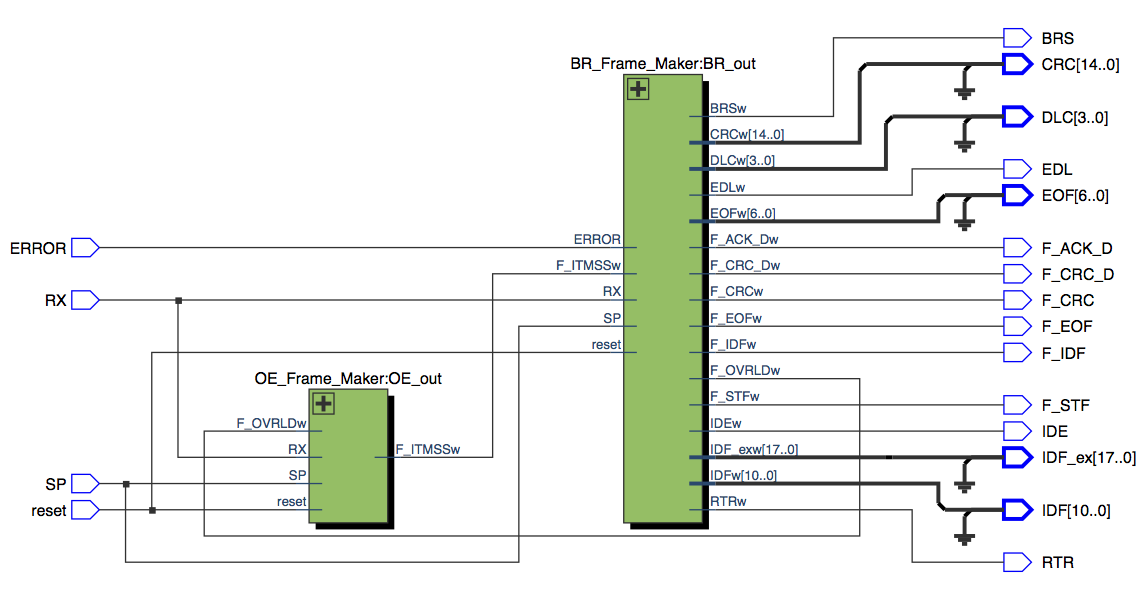 BRS
BR_Frame_Maker:BR_out
CRC[14..0]
BRSw
DLC[3..0]
CRCw[14..0]
DLCw[3..0]
EDL
EDLw
EOF[6..0]
EOFw[6..0]
ERROR
ERROR
F_ACK_Dw
F_ACK_D
F_ITMSSw
F_CRC_Dw
F_CRC_D
RX
RX
F_CRCw
F_CRC
SP
F_EOFw
F_EOF
reset
F_IDFw
F_IDF
OE_Frame_Maker:OE_out
F_OVRLDw
F_STFw
F_STF
F_OVRLDw
IDEw
IDE
RX
F_ITMSSw
IDF_exw[17..0]
IDF_ex[17..0]
SP
SP
IDFw[10..0]
reset
reset
RTRw
IDF[10..0]
RTR